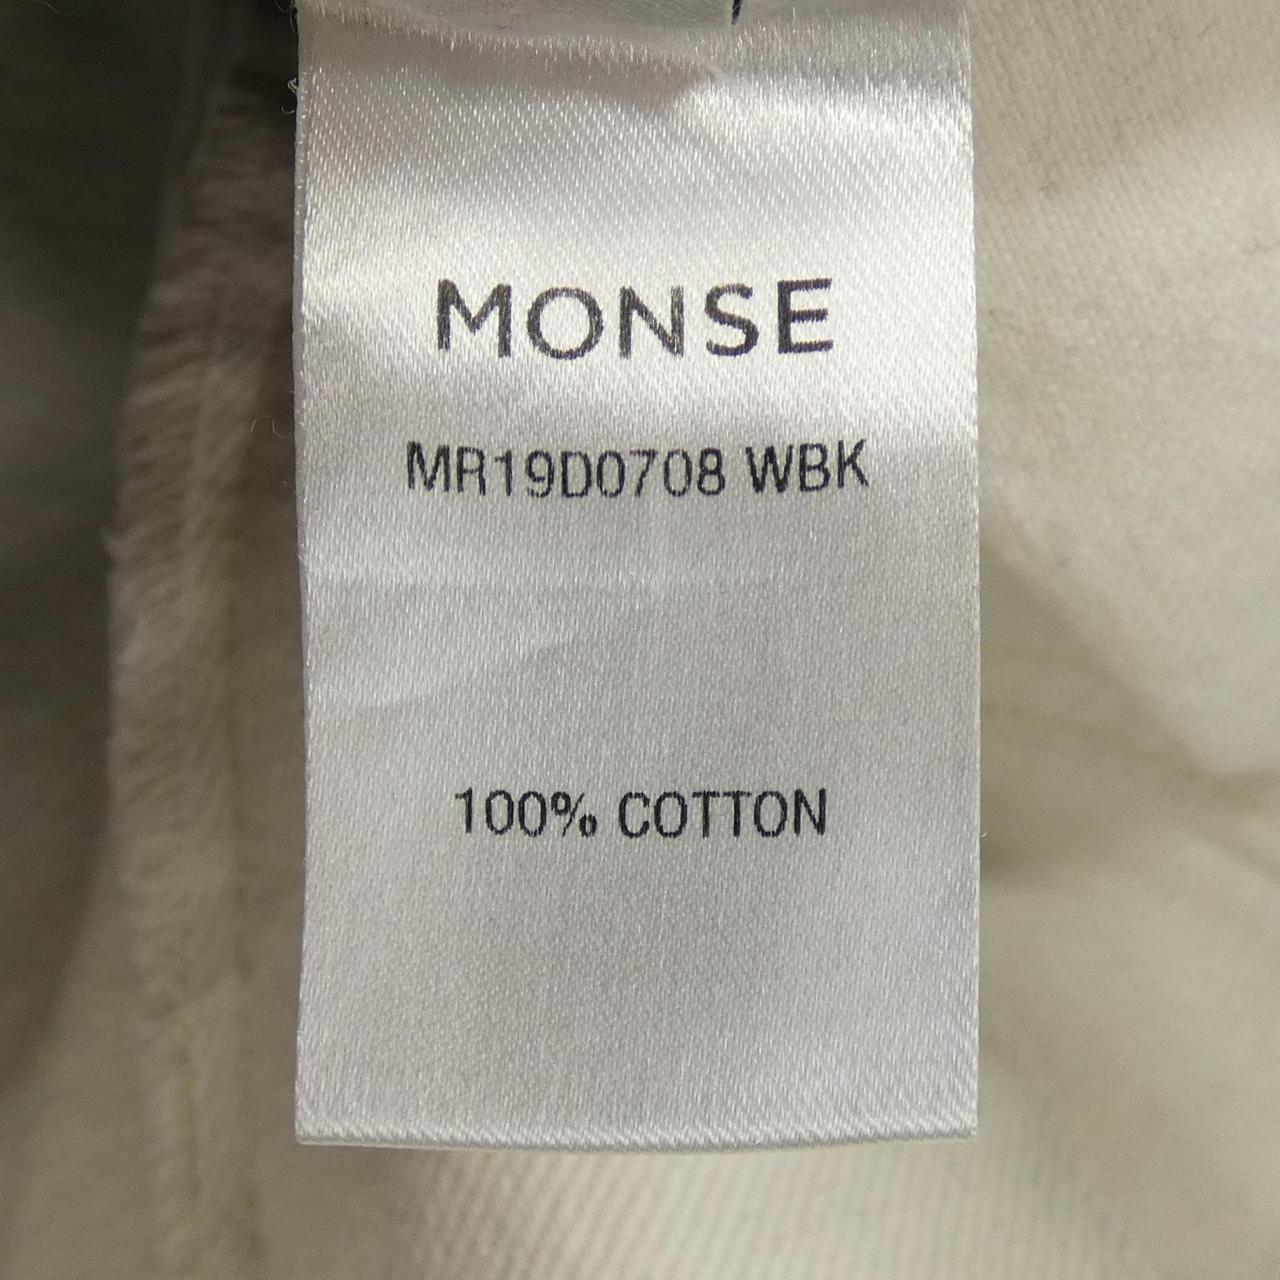 MONSE
MR19D0708 WBK
100% COTTON